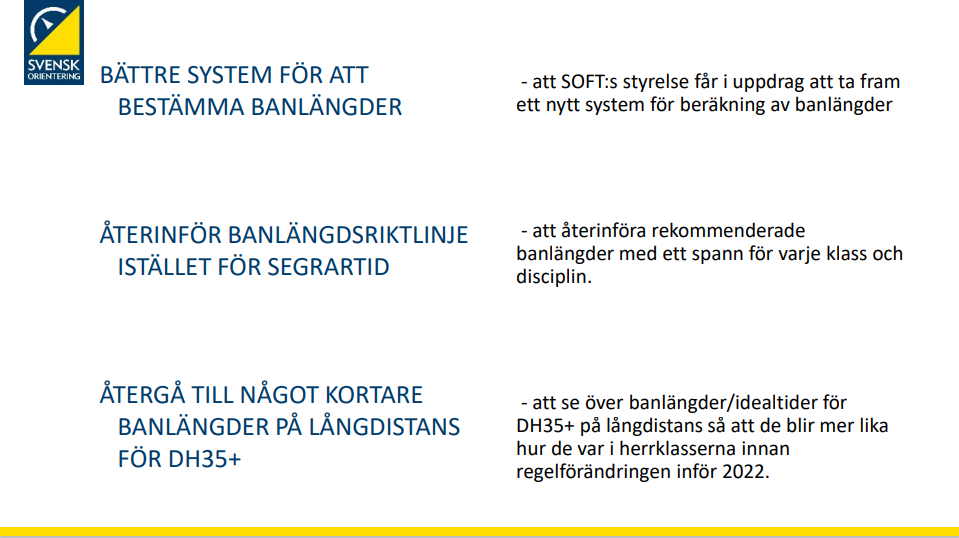 SVENSK
ORIENTERING
BÄTTRE SYSTEM FÖR ATT
BESTÄMMA BANLÄNGDER
- att SOFT:s styrelse får i uppdrag att ta fram
ett nytt system för beräkning av banlängder
ÅTERINFÖR BANLÄNGDSRIKTLINJE
ISTÄLLET FÖR SEGRARTID
- att återinföra rekommenderade
banlängder med ett spann för varje klass och
disciplin.
ÅTERGÅ TILL NÅGOT KORTARE
BANLÄNGDER PÅ LÅNGDISTANS
FÖR DH35+
- att se över banlängder/idealtider för
DH35+ på långdistans så att de blir mer lika
hur de var i herrklasserna innan
regelförändringen inför 2022.